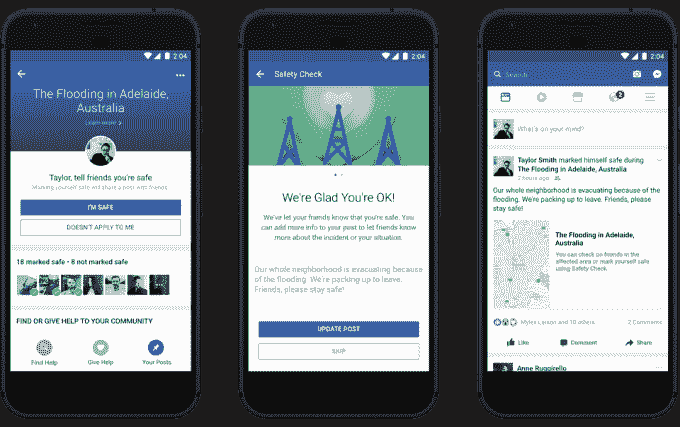 2:04
The Flooding in Adelaide,
Australia
Learn more
Taylor, tell friends you're safe
Marking yourself safe will share a post with friends
I'M SAFE
DOESN'T APPLY TO ME
18 marked safe • 8 not marked safe
FIND OR GIVE HELP TO YOUR COMMUNITY
Find Help
Give Help
Your Posts
2:04
Safety Check
We're Glad You're OK!
We've let your friends know that you're safe. You
can add more info to your post to let friends know
more about the incident or your situation.
Our whole neighborhood is evacuating because
of the flooding. We're packing up to leave.
Friends, please stay safe!
UPDATE POST
SKIP
2:04
Search
2
What's on your mind?
Taylor Smith marked himself safe during
The Flooding in Adelaide, Australia
2 hours ago
Our whole neighborhood is evacuating because of the
flooding. We're packing up to leave. Friends, please
stay safe!
The Flooding in Adelaide,
Australia
You can check on friends in the
affected area or mark yourself safe
using Safety Check
and 10 others
2 Comments
Like
Comment
Share
Anne Ruggirello